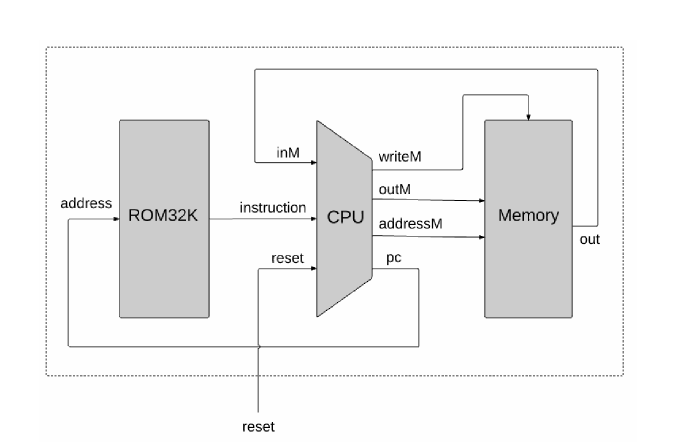 inM
writeM
outM
address
ROM32K
instruction
CPU
addressM
Memory
out
reset
pc
reset